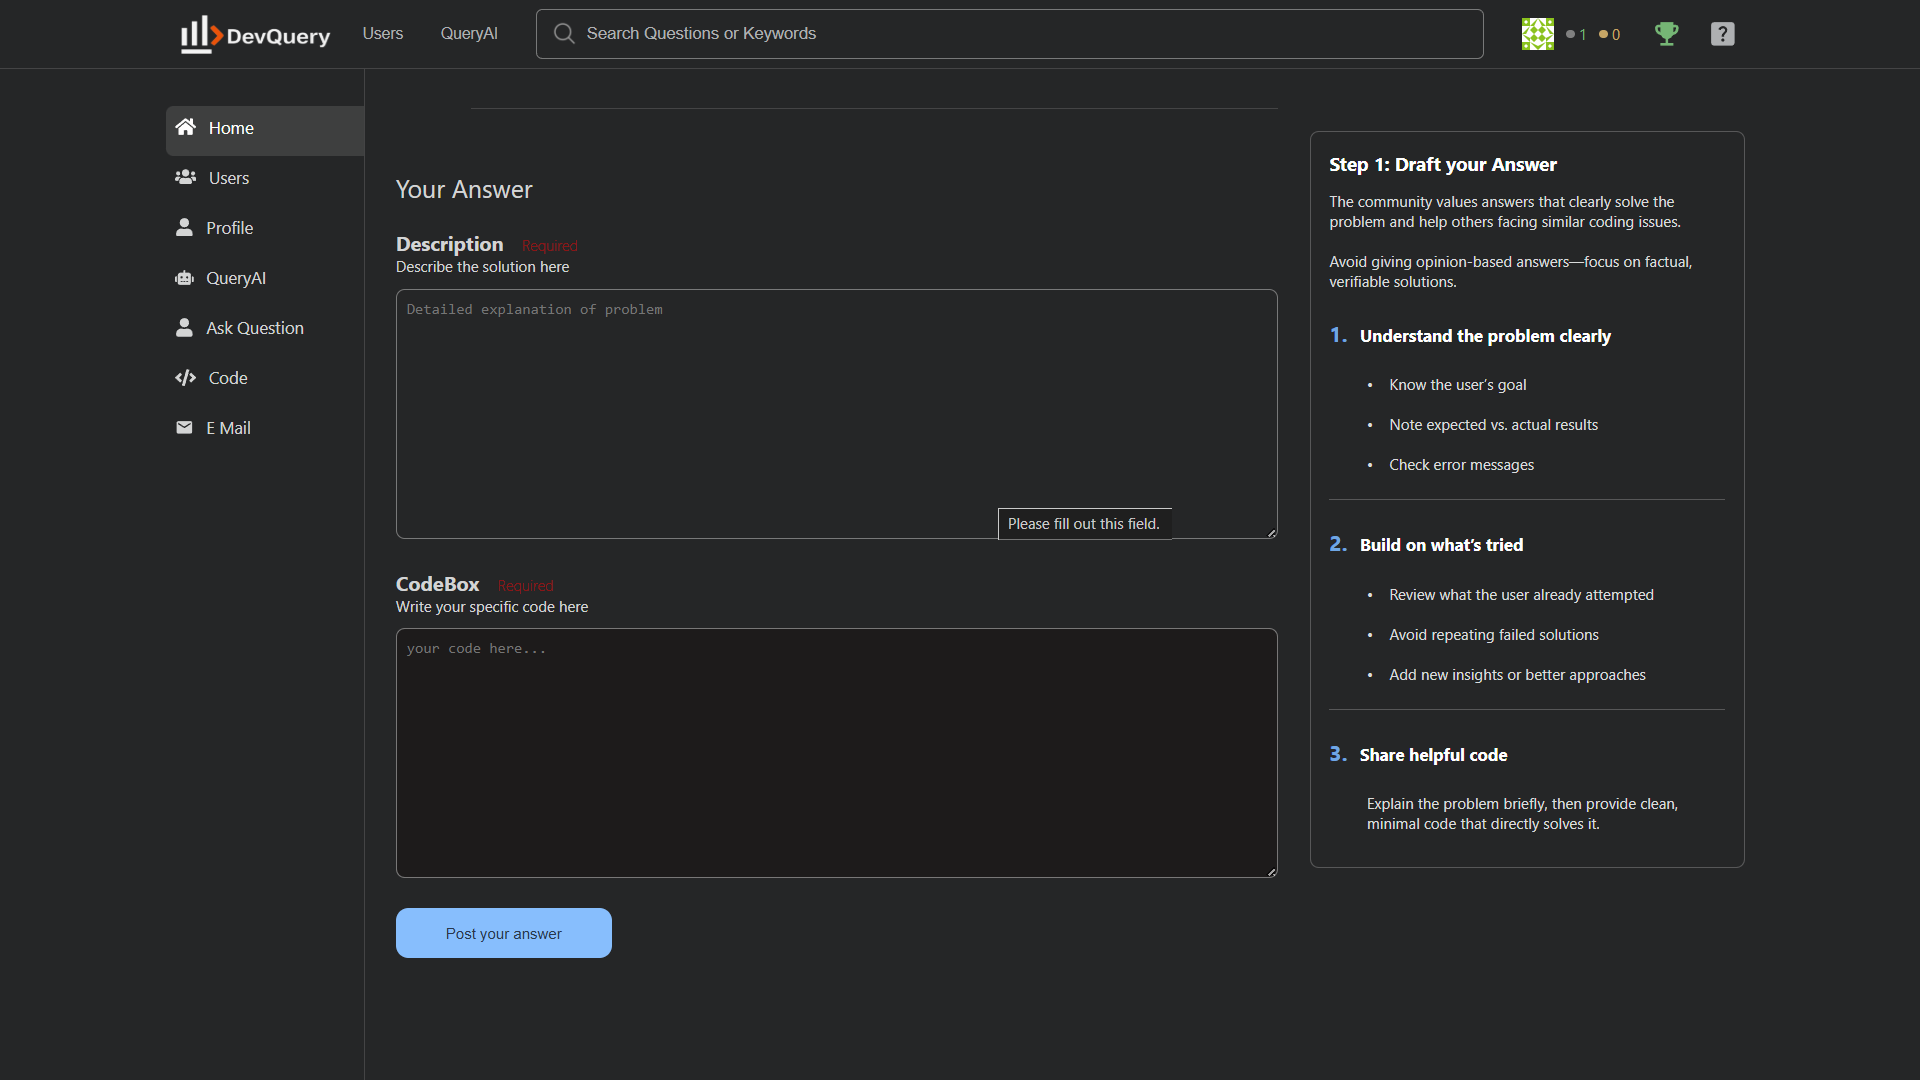 DevQuery
Users
QueryAI
Search Questions or Keywords
1
0
?
Home
Users
Profile
QueryAI
Ask Question
Code
E Mail
Your Answer
Description Required
Describe the solution here
Detailed explanation of problem
Please fill out this field.
CodeBox Required
Write your specific code here
your code here...
Post your answer
Step 1: Draft your Answer
The community values answers that clearly solve the
problem and help others facing similar coding issues.
Avoid giving opinion-based answers—focus on factual,
verifiable solutions.
1. Understand the problem clearly
• Know the user’s goal
• Note expected vs. actual results
• Check error messages
2. Build on what’s tried
• Review what the user already attempted
• Avoid repeating failed solutions
• Add new insights or better approaches
3. Share helpful code
Explain the problem briefly, then provide clean,
minimal code that directly solves it.